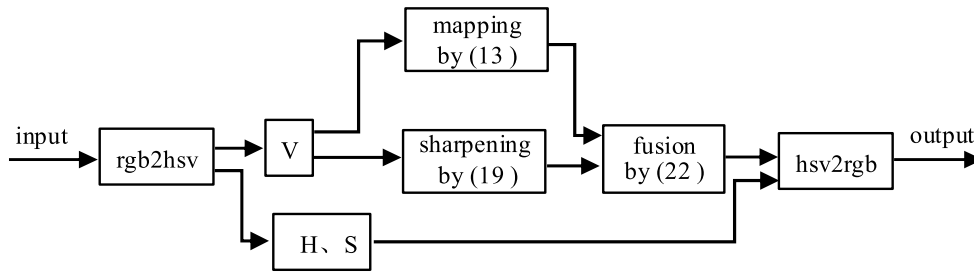 mapping
by (13 )
input
rgb2hsv
V
sharpening
by (19 )
fusion
by (22 )
hsv2rgb
output
H、S